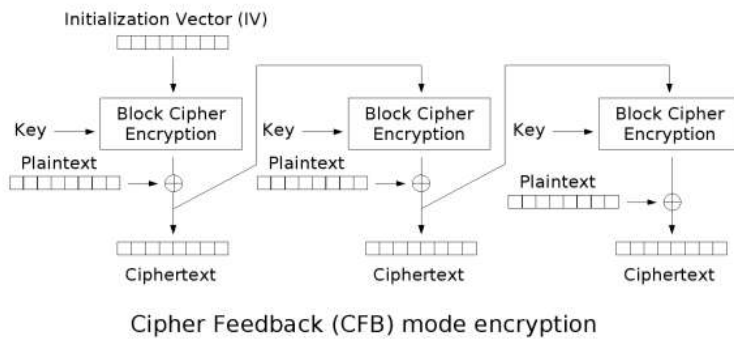 Initialization Vector (IV)
Block Cipher
Encryption
Key
Plaintext
Ciphertext
Block Cipher
Encryption
Key
Plaintext
Ciphertext
Block Cipher
Encryption
Key
Plaintext
Ciphertext
Cipher Feedback (CFB) mode encryption